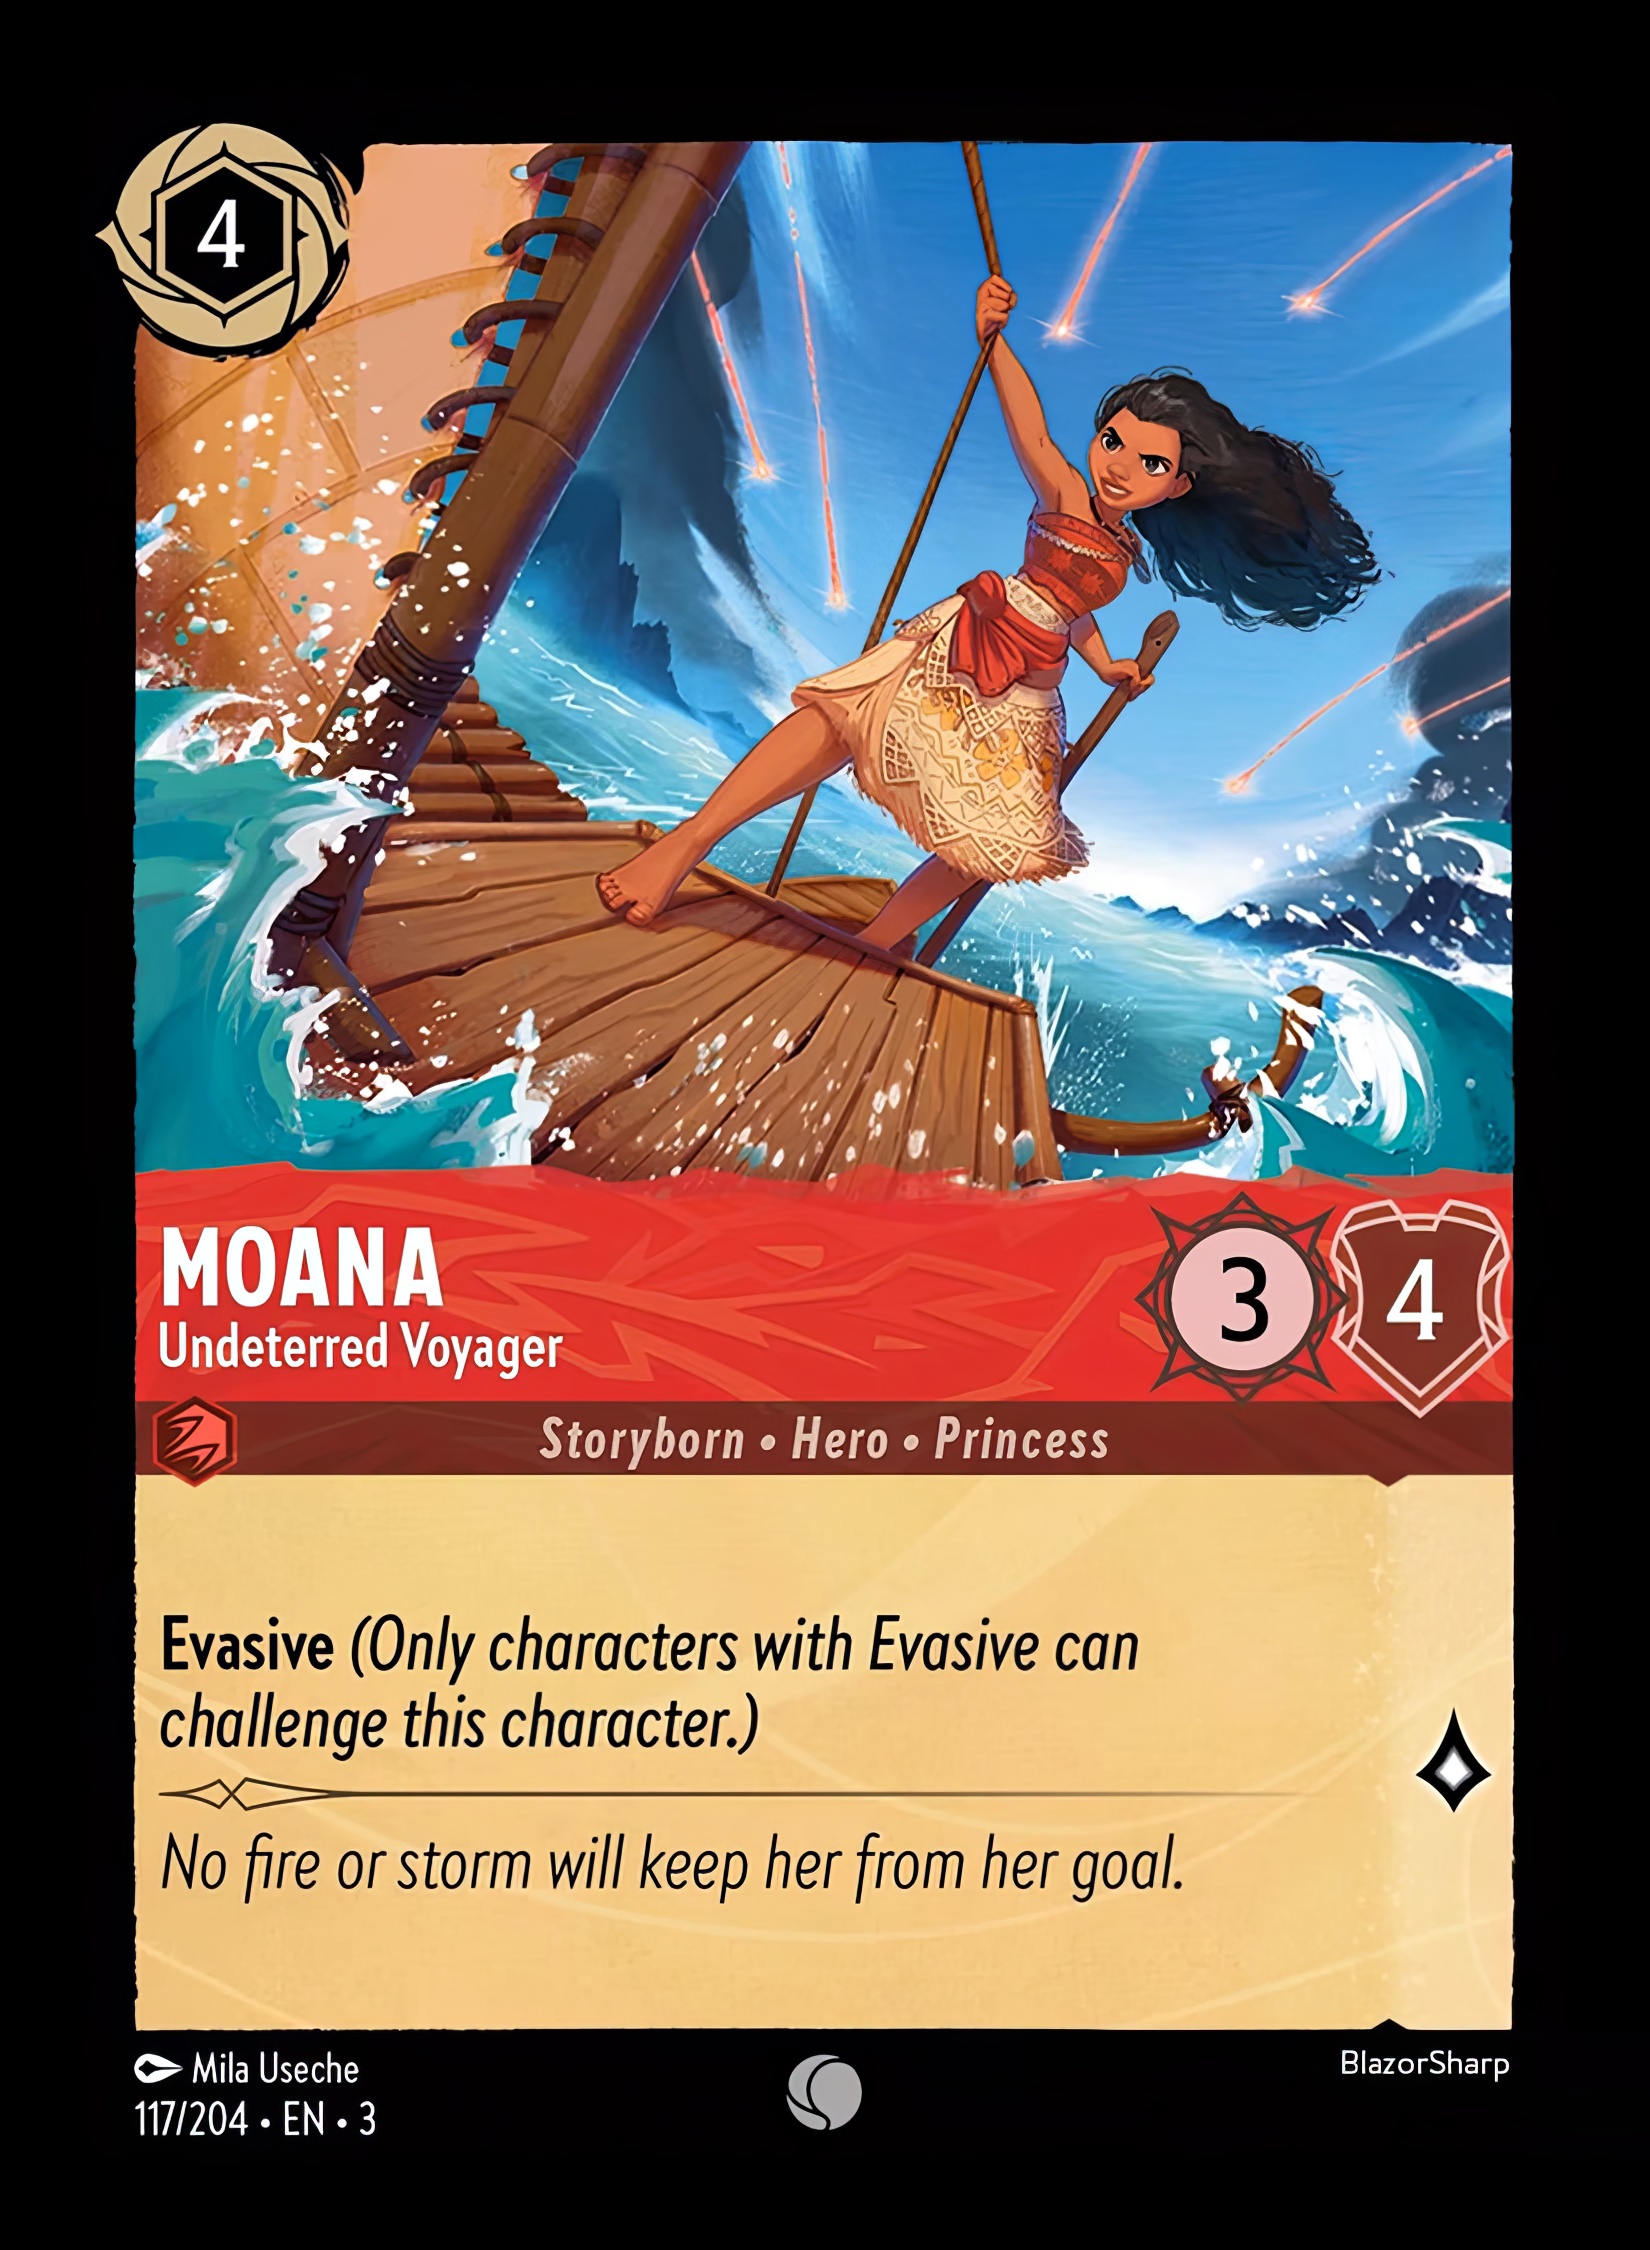 4
MOANA
Undeterred Voyager
3
4
Storyborn • Hero • Princess
Evasive (Only characters with Evasive can
challenge this character.)
No fire or storm will keep her from her goal.
Mila Useche
BlazorSharp
117/204 • EN • 3